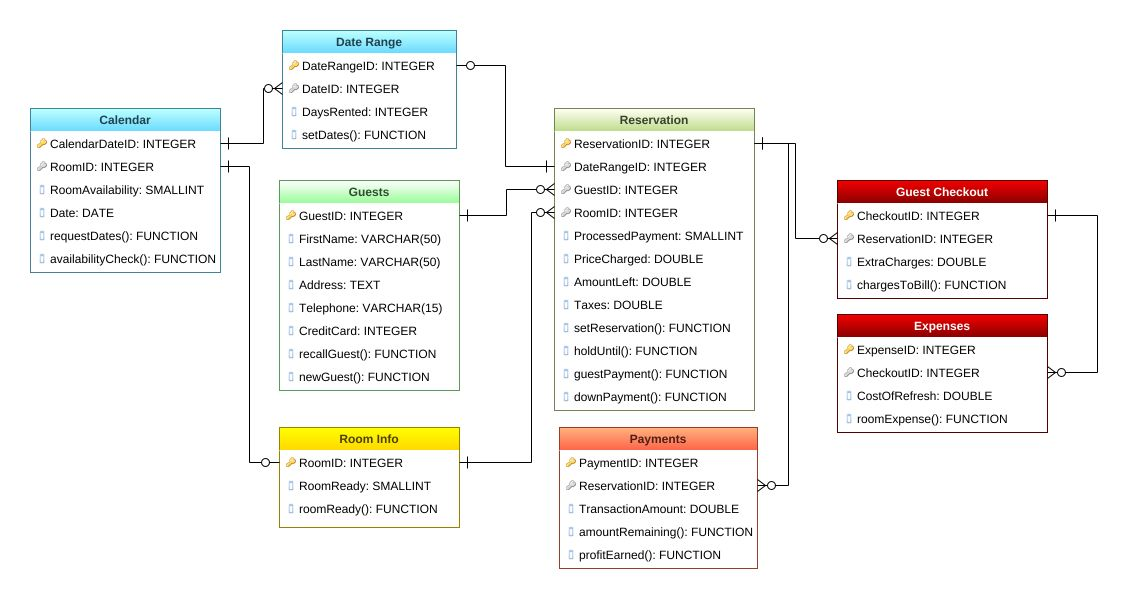 Date Range
DateRangeID: INTEGER
DateID: INTEGER
DaysRented: INTEGER
setDates(): FUNCTION
Calendar
CalendarDateID: INTEGER
RoomID: INTEGER
RoomAvailability: SMALLINT
Date: DATE
requestDates(): FUNCTION
availabilityCheck(): FUNCTION
Guests
GuestID: INTEGER
FirstName: VARCHAR(50)
LastName: VARCHAR(50)
Address: TEXT
Telephone: VARCHAR(15)
CreditCard: INTEGER
recallGuest(): FUNCTION
newGuest(): FUNCTION
Room Info
RoomID: INTEGER
RoomReady: SMALLINT
roomReady(): FUNCTION
Reservation
ReservationID: INTEGER
DateRangeID: INTEGER
GuestID: INTEGER
RoomID: INTEGER
ProcessedPayment: SMALLINT
PriceCharged: DOUBLE
AmountLeft: DOUBLE
Taxes: DOUBLE
setReservation(): FUNCTION
holdUntil(): FUNCTION
guestPayment(): FUNCTION
downPayment(): FUNCTION
Payments
PaymentID: INTEGER
ReservationID: INTEGER
TransactionAmount: DOUBLE
amountRemaining(): FUNCTION
profitEarned(): FUNCTION
Guest Checkout
CheckoutID: INTEGER
ReservationID: INTEGER
ExtraCharges: DOUBLE
chargesToBill(): FUNCTION
Expenses
ExpenseID: INTEGER
CheckoutID: INTEGER
CostOfRefresh: DOUBLE
roomExpense(): FUNCTION